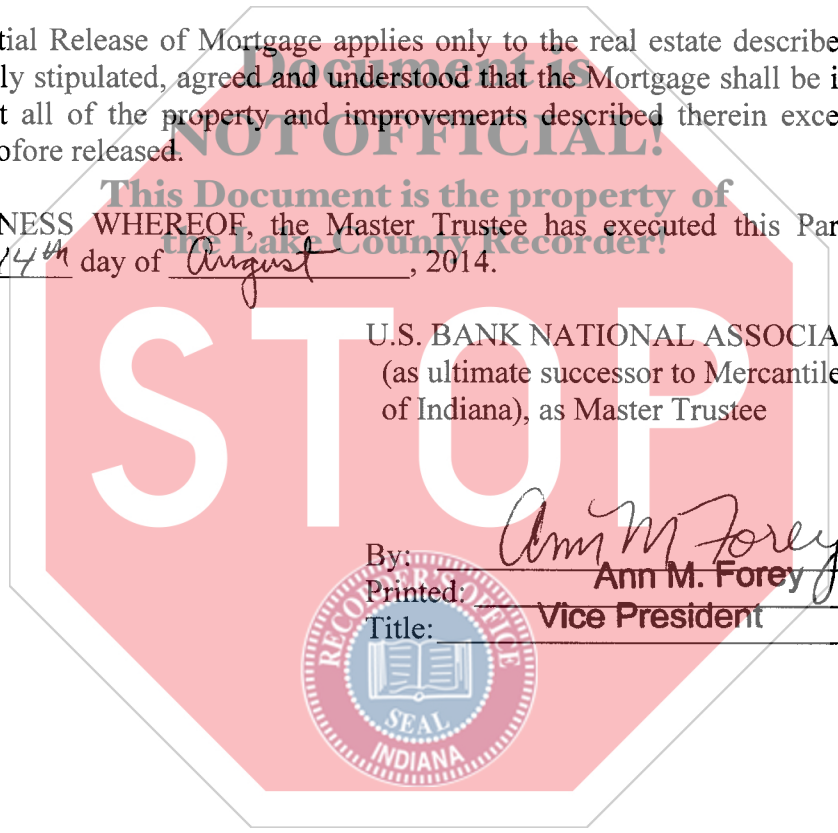 tial Release of Mortgage applies only to the real estate describe
ly stipulated, agreed and understood that the Mortgage shall be i
t all of the property and improvements described therein exce
ofore released.
Document is
NOT OFFICIAL!
This Document is the property of
the Lake County Recorder!
NESS WHEREOF, the Master Trustee has executed this Par
14th day of August, 2014.
STOP
U.S. BANK NATIONAL ASSOCIA
(as ultimate successor to Mercantile
of Indiana), as Master Trustee
By: Ann M Forey
Printed: Ann M. Forey
Title: Vice President
RECORDER'S OFFICE
SEAL
INDIANA